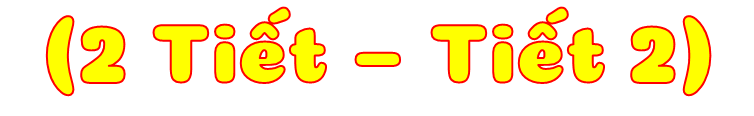 (2 Tiết – Tiết 2)